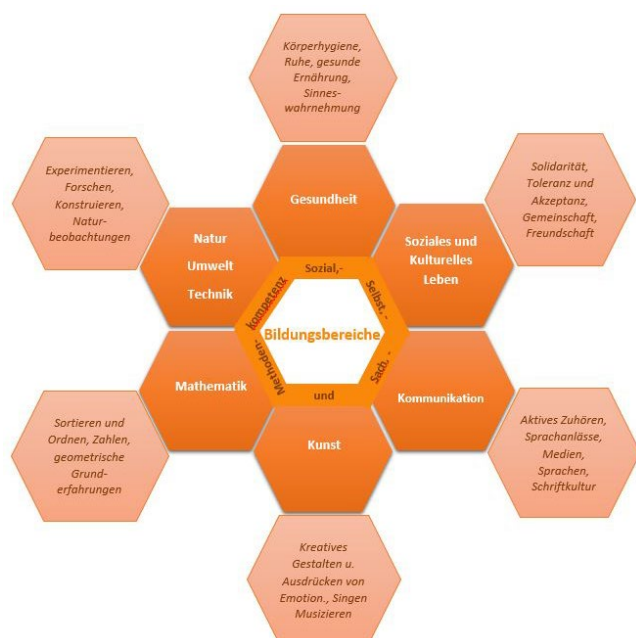 Körperhygiene,
Ruhe, gesunde
Ernährung,
Sinnes-
wahrnehmung
Experimentieren,
Forschen,
Konstruieren,
Natur-
beobachtungen
Solidarität,
Toleranz und
Akzeptanz,
Gemeinschaft,
Freundschaft
Gesundheit
Natur
Umwelt
Technik
Soziales und
Kulturelles
Leben
Sozial,-
Selbst, -
Sach, -
und
Methoden-
kompetenz
Bildungsbereiche
Mathematik
Kommunikation
Kunst
Sortieren und
Ordnen, Zahlen,
geometrische
Grund-
erfahrungen
Aktives Zuhören,
Sprachanlässe,
Medien,
Sprachen,
Schriftkultur
Kreatives
Gestalten u.
Ausdrücken von
Emotion., Singen
Musizieren